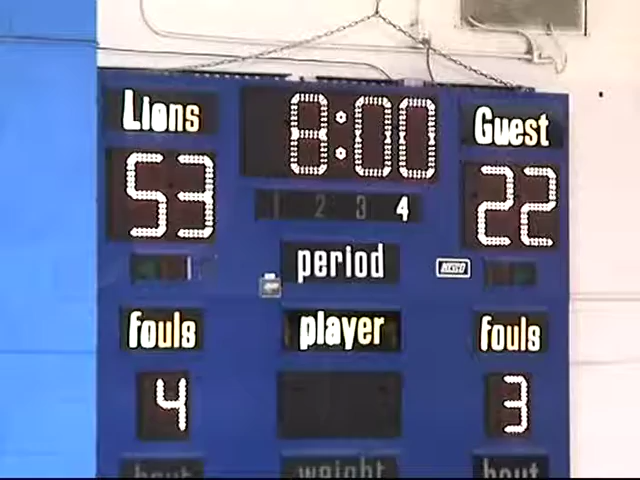 Lions 8:00 Guest
53 1 2 3 4 22
period
NEVCO
fouls player fouls
4 3
bout weight bout